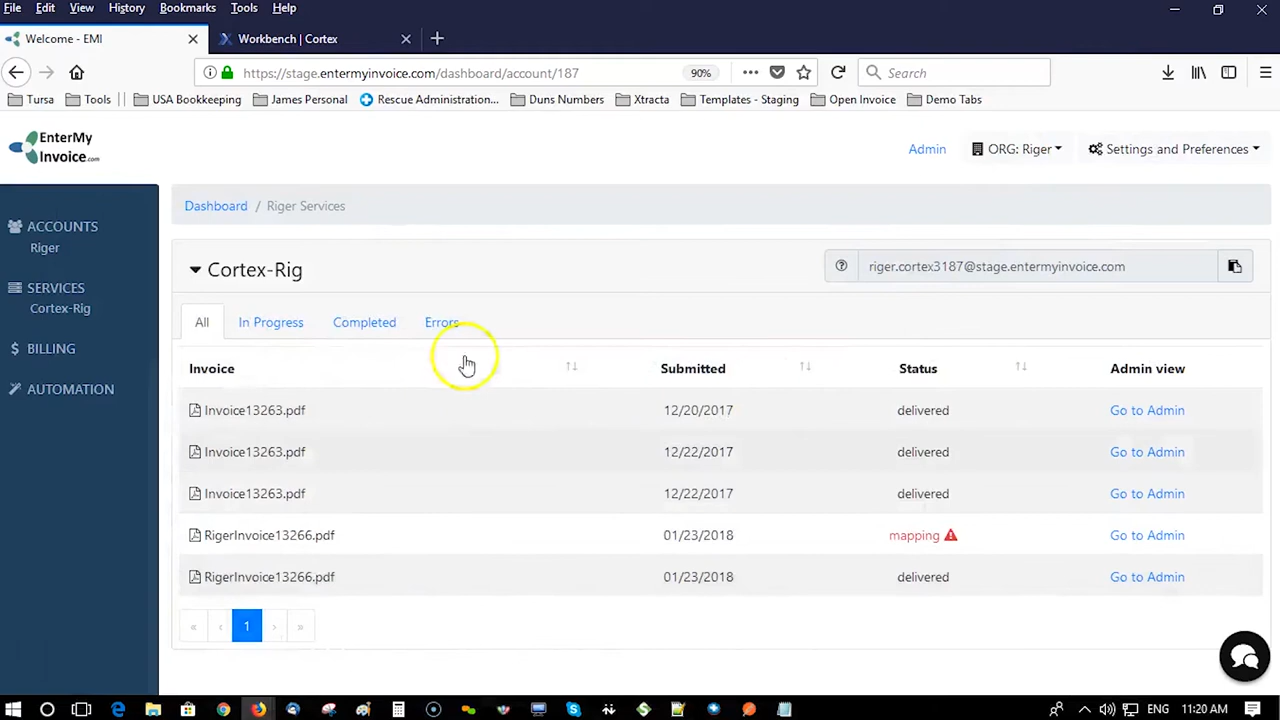 File Edit View History Bookmarks Tools Help
Welcome - EMI Workbench | Cortex
https://stage.entermyinvoice.com/dashboard/account/187 90% Search
Tursa Tools USA Bookkeeping James Personal Rescue Administration... Duns Numbers Xtracta Templates - Staging Open Invoice Demo Tabs
EnterMy
Invoice.com
Admin ORG: Riger Settings and Preferences
ACCOUNTS
Riger
SERVICES
Cortex-Rig
$ BILLING
AUTOMATION
Dashboard / Riger Services
Cortex-Rig riger.cortex3187@stage.entermyinvoice.com
All In Progress Completed Errors
Invoice Submitted Status Admin view
Invoice13263.pdf 12/20/2017 delivered Go to Admin
Invoice13263.pdf 12/22/2017 delivered Go to Admin
Invoice13263.pdf 12/22/2017 delivered Go to Admin
RigerInvoice13266.pdf 01/23/2018 mapping Go to Admin
RigerInvoice13266.pdf 01/23/2018 delivered Go to Admin
« ‹ 1 › »
ENG 11:20 AM